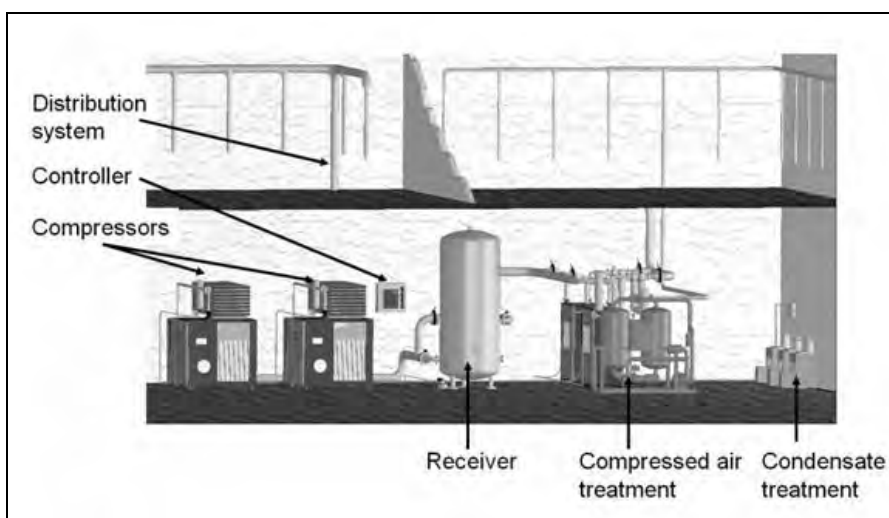 Distribution
system
Controller
Compressors
Receiver
Compressed air
treatment
Condensate
treatment